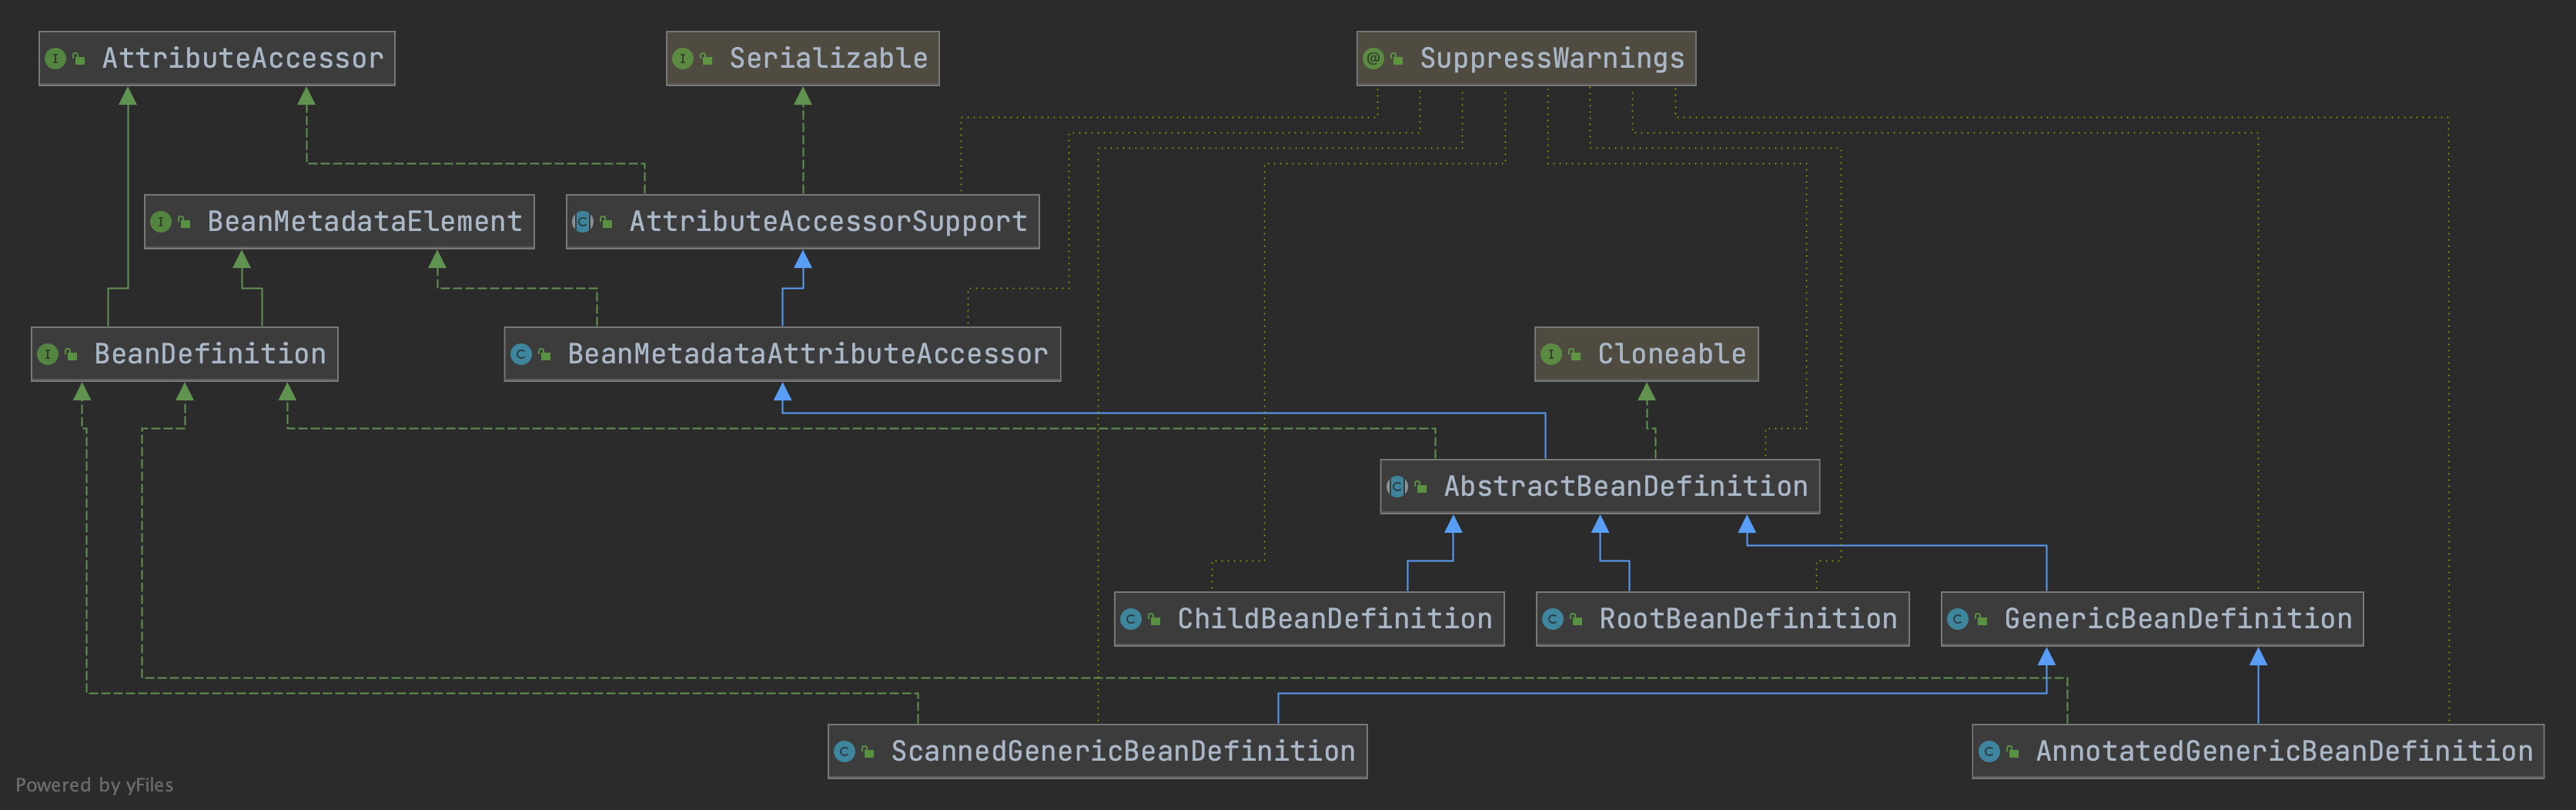 AttributeAccessor
Serializable
SuppressWarnings
BeanMetadataElement
AttributeAccessorSupport
BeanDefinition
BeanMetadataAttributeAccessor
Cloneable
AbstractBeanDefinition
ChildBeanDefinition
RootBeanDefinition
GenericBeanDefinition
ScannedGenericBeanDefinition
AnnotatedGenericBeanDefinition
Powered by yFiles